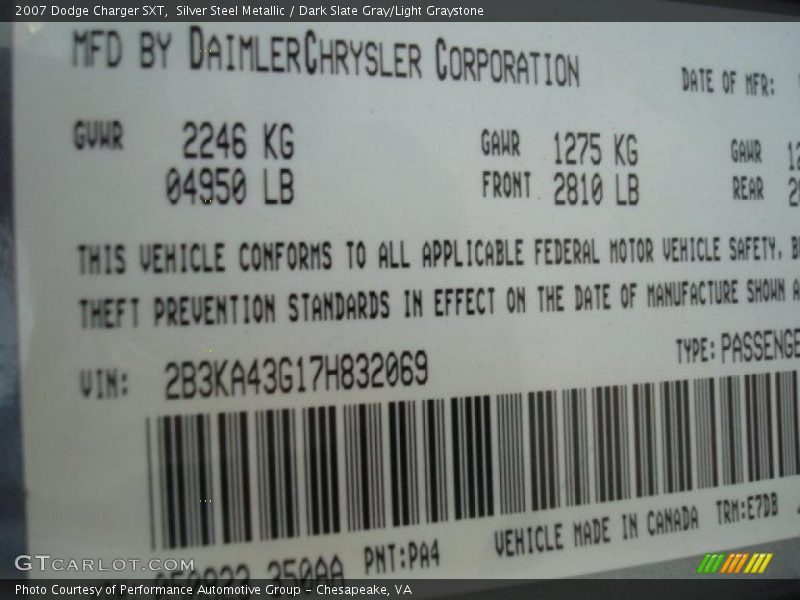 2007 Dodge Charger SXT, Silver Steel Metallic / Dark Slate Gray/Light Graystone
MFD BY DAIMLERCHRYSLER CORPORATION
DATE OF MFR:
GVWR 2246 KG GAWR 1275 KG GAWR
04950 LB FRONT 2810 LB REAR
THIS VEHICLE CONFORMS TO ALL APPLICABLE FEDERAL MOTOR VEHICLE SAFETY,
THEFT PREVENTION STANDARDS IN EFFECT ON THE DATE OF MANUFACTURE SHOWN
VIN: 2B3KA43G17H832069 TYPE: PASSENGE
350AA PNT:PA4 VEHICLE MADE IN CANADA TRM:E7DB
GTCARLOT.COM
Photo Courtesy of Performance Automotive Group - Chesapeake, VA